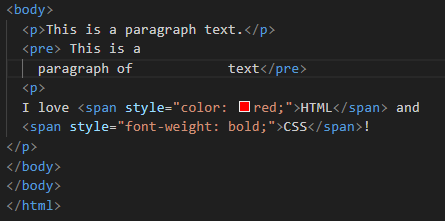 <body>
  <p>This is a paragraph text.</p>
  <pre> This is a
    paragraph of            text</pre>
  <p>
  I love <span style="color: red;">HTML</span> and
  <span style="font-weight: bold;">CSS</span>!
</p>
</body>
</body>
</html>